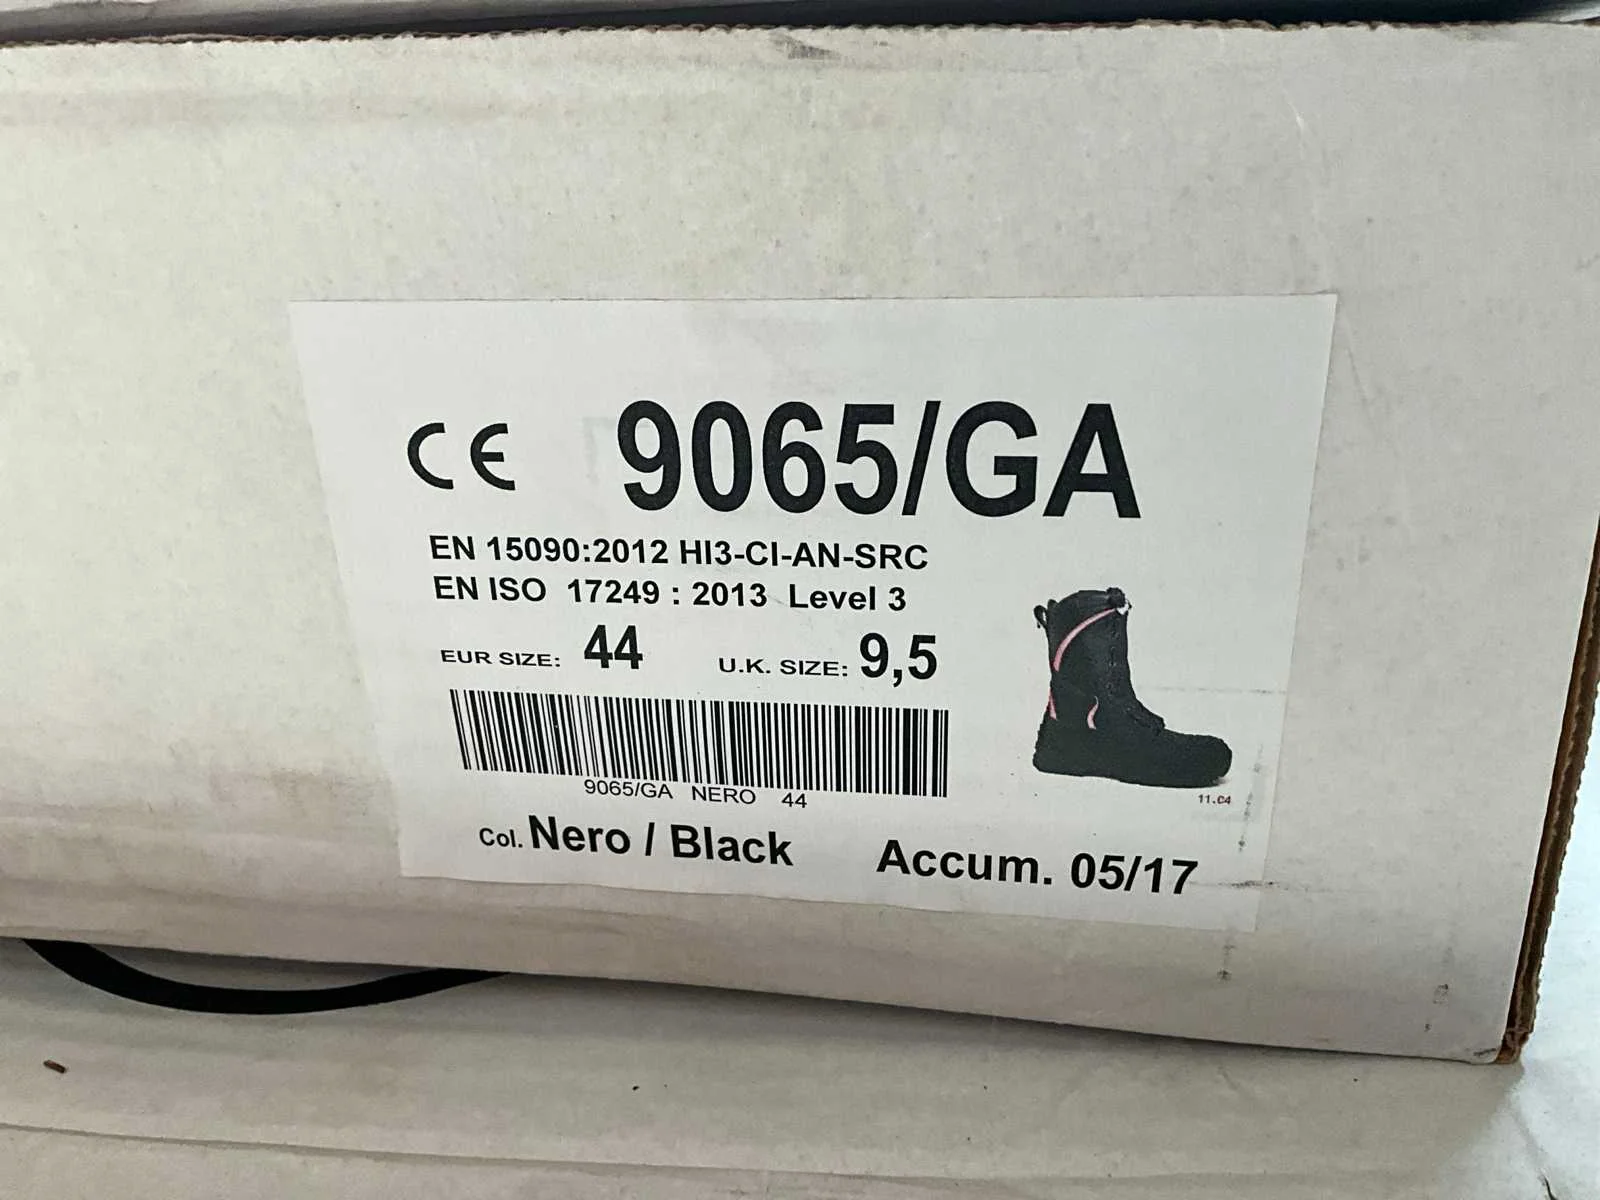 CE 9065/GA
EN 15090:2012 HI3-CI-AN-SRC
EN ISO 17249 : 2013 Level 3
EUR SIZE: 44 U.K. SIZE: 9,5
9065/GA NERO 44
11.04
Col. Nero / Black Accum. 05/17